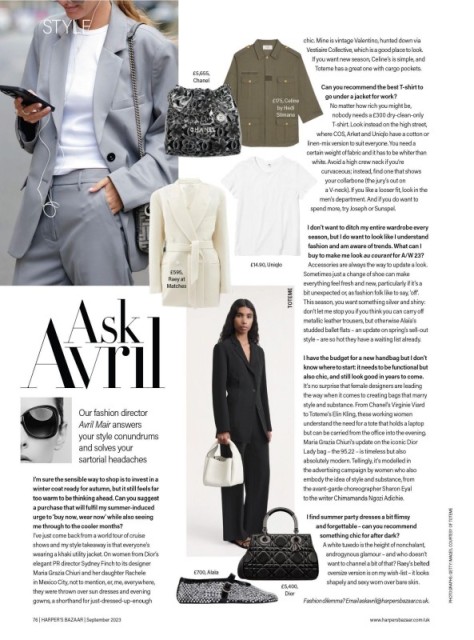 STYLE
£5,655,
Chanel
£175, Celine
by Hedi
Slimane
£595,
Raey at
Matches
£14.90, Uniqlo
TOTEME
Ask
Avril
Our fashion director
Avril Mair answers
your style conundrums
and solves your
sartorial headaches
I'm sure the sensible way to shop is to invest in a
winter coat ready for autumn, but it still feels far
too warm to be thinking ahead. Can you suggest
a purchase that will fulfil my summer-induced
urge to 'buy now, wear now' while also seeing
me through to the cooler months?
I've just come back from a world tour of cruise
shows and my style takeaway is that everyone's
wearing a khaki utility jacket. On women from Dior's
elegant PR director Sydney Finch to its designer
Maria Grazia Chiuri and her daughter Rachele
in Mexico City, not to mention, er, me, everywhere,
they were thrown over sun dresses and evening
gowns, a shorthand for just-dressed-up-enough
chic. Mine is vintage Valentino, hunted down via
Vestiaire Collective, which is a good place to look.
If you want new season, Celine's is simple, and
Toteme has a great one with cargo pockets.
Can you recommend the best T-shirt to
go under a jacket for work?
No matter how rich you might be,
nobody needs a £300 dry-clean-only
T-shirt. Look instead on the high street,
where COS, Arket and Uniqlo have a cotton or
linen-mix version to suit everyone. You need a
certain weight of fabric and it has to be whiter than
white. Avoid a high crew neck if you're
curvaceous; instead, find one that shows
your collarbone (the jury's out on
a V-neck). If you like a looser fit, look in the
men's department. And if you do want to
spend more, try Joseph or Sunspel.
I don't want to ditch my entire wardrobe every
season, but I do want to look like I understand
fashion and am aware of trends. What can I
buy to make me look au courant for A/W 23?
Accessories are always the way to update a look.
Sometimes just a change of shoe can make
everything feel fresh and new, particularly if it's a
bit unexpected or, as fashion folk like to say, 'off'.
This season, you want something silver and shiny:
don't let me stop you if you think you can carry off
metallic leather trousers, but otherwise Alaïa's
studded ballet flats – an update on spring's sell-out
style – are so hot they have a waiting list already.
I have the budget for a new handbag but I don't
know where to start: it needs to be functional but
also chic, and still look good in years to come.
It's no surprise that female designers are leading
the way when it comes to creating bags that marry
style and substance. From Chanel's Virginie Viard
to Toteme's Elin Kling, these working women
understand the need for a tote that holds a laptop
but can be carried from the office into the evening.
Maria Grazia Chiuri's update on the iconic Dior
Lady bag – the 95.22 – is timeless but also
absolutely modern. Tellingly, it's modelled in
the advertising campaign by women who also
embody the idea of style and substance, from
the avant-garde choreographer Sharon Eyal
to the writer Chimamanda Ngozi Adichie.
I find summer party dresses a bit flimsy
and forgettable – can you recommend
something chic for after dark?
A white tuxedo is the height of nonchalant,
androgynous glamour – and who doesn't
want to channel a bit of that? Raey's belted
oversize version is on my wish-list – it looks
shapely and sexy worn over bare skin.
Fashion dilemma? Email askavril@harpersbazaar.co.uk.
£700, Alaïa
£5,400,
Dior
76 | HARPER'S BAZAAR | September 2023
www.harpersbazaar.com/uk